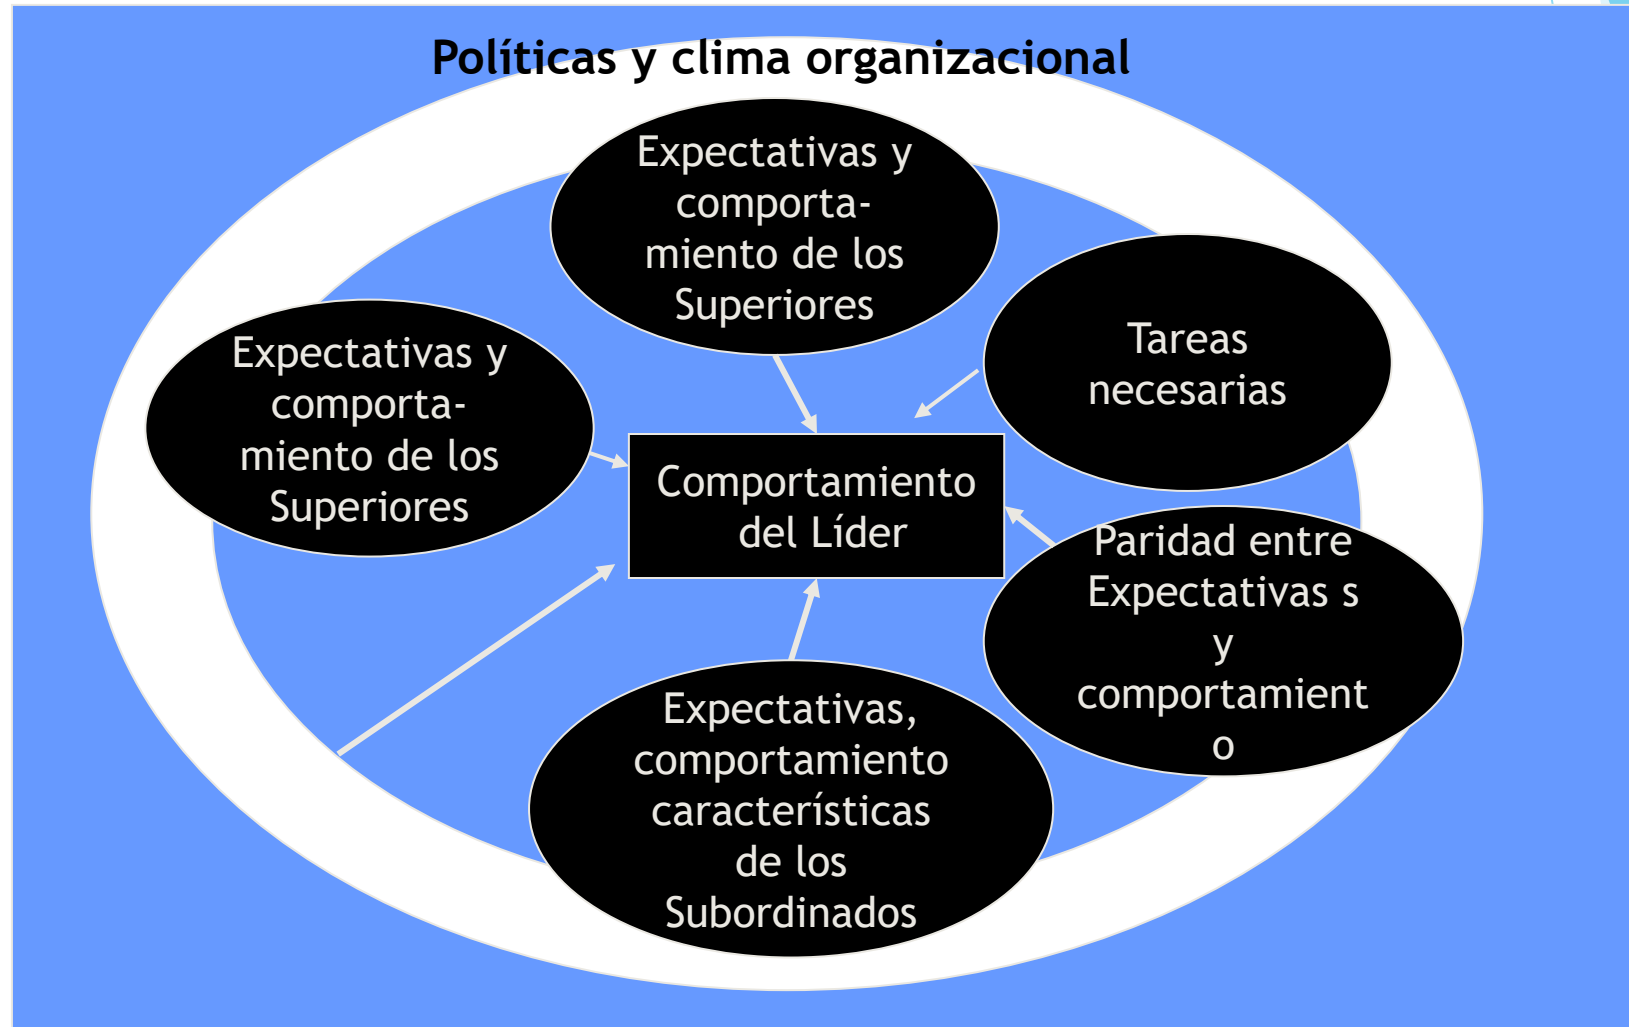 Políticas y clima organizacional
Expectativas y
comporta-
miento de los
Superiores
Tareas
necesarias
Expectativas y
comporta-
miento de los
Superiores
Comportamiento
del Líder
Paridad entre
Expectativas s
y
comportamient
o
Expectativas,
comportamiento
características
de los
Subordinados